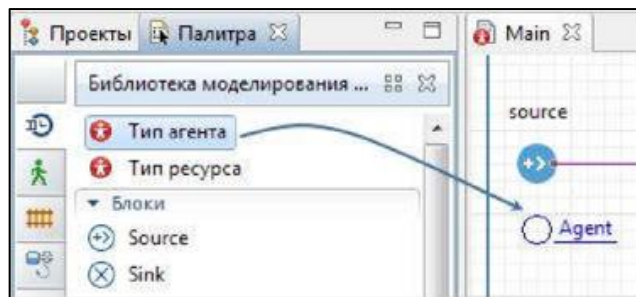 Проекты
Палитра
Main
Библиотека моделирования ...
Тип агента
Тип ресурса
Блоки
Source
Sink
source
Agent